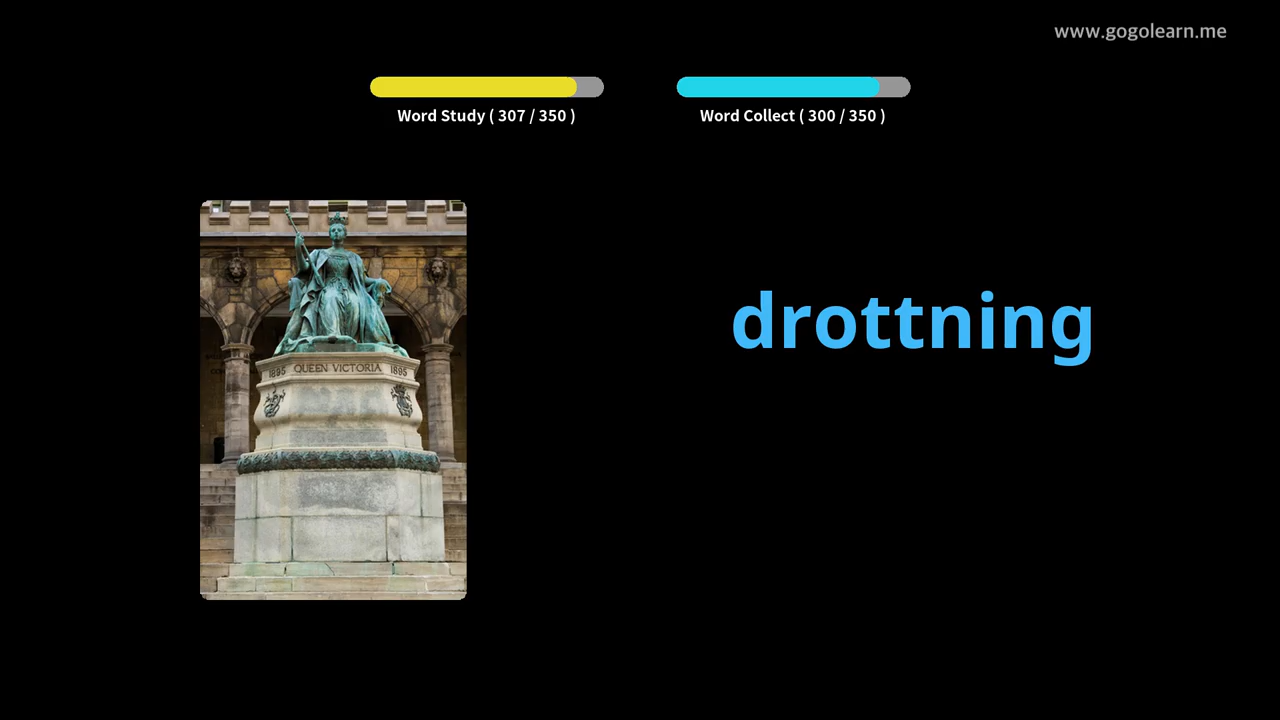 www.gogolearn.me
Word Study ( 307 / 350 )
Word Collect ( 300 / 350 )
drottning
1895 QUEEN VICTORIA 1895